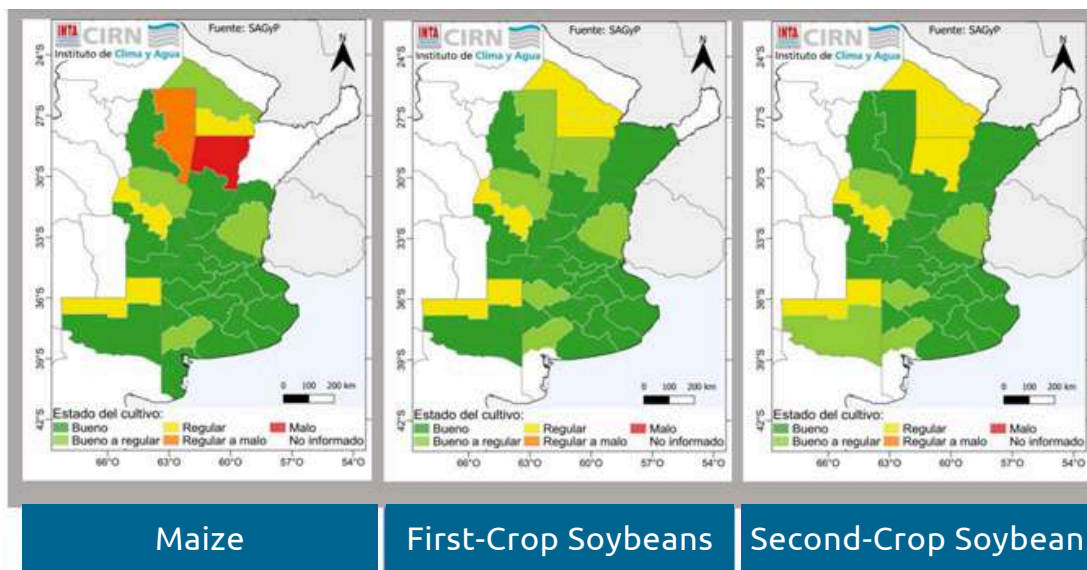 INTA CIRN
Fuente: SAGyP
Instituto de Clima y Agua
N
24°S
27°S
30°S
33°S
36°S
39°S
42°S
0 100 200 km
Estado del cultivo:
Bueno Regular Malo
Bueno a regular Regular a malo No informado
66°O 63°O 60°O 57°O 54°O
Maize
INTA CIRN
Fuente: SAGyP
Instituto de Clima y Agua
N
24°S
27°S
30°S
33°S
36°S
39°S
42°S
0 100 200 km
Estado del cultivo:
Bueno Regular Malo
Bueno a regular Regular a malo No informado
66°O 63°O 60°O 57°O 54°O
First-Crop Soybeans
INTA CIRN
Fuente: SAGyP
Instituto de Clima y Agua
N
24°S
27°S
30°S
33°S
36°S
39°S
42°S
0 100 200 km
Estado del cultivo:
Bueno Regular Malo
Bueno a regular Regular a malo No informado
66°O 63°O 60°O 57°O 54°O
Second-Crop Soybean